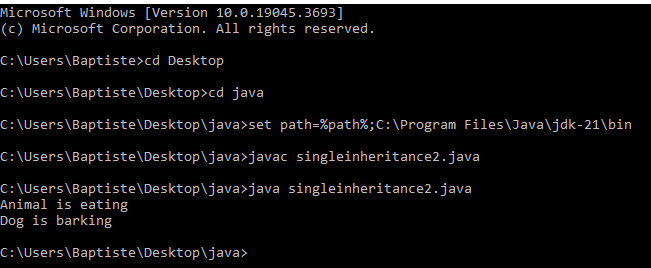 Microsoft Windows [Version 10.0.19045.3693]
(c) Microsoft Corporation. All rights reserved.
C:\Users\Baptiste>cd Desktop
C:\Users\Baptiste\Desktop>cd java
C:\Users\Baptiste\Desktop\java>set path=%path%;C:\Program Files\Java\jdk-21\bin
C:\Users\Baptiste\Desktop\java>javac singleinheritance2.java
C:\Users\Baptiste\Desktop\java>java singleinheritance2.java
Animal is eating
Dog is barking
C:\Users\Baptiste\Desktop\java>